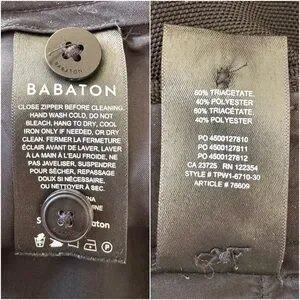 BABATON
BABATON
CLOSE ZIPPER BEFORE CLEANING.
HAND WASH COLD, DO NOT
BLEACH, HANG TO DRY, COOL
IRON ONLY IF NEEDED, OR DRY
CLEAN. FERMER LA FERMETURE
ÉCLAIR AVANT DE LAVER, LAVER
À LA MAIN À L'EAU FROIDE, NE
PAS JAVELISER, SUSPENDRE
POUR SÉCHER, REPASSAGE
DOUX SI NÉCESSAIRE,
OU NETTOYER À SEC.
60% TRIACETATE,
40% POLYESTER
60% TRIACETATE,
40% POLYESTER
PO 4500127810
PO 4500127811
PO 4500127812
CA 23725 RN 122354
STYLE # TPW1-6710-30
ARTICLE # 76609